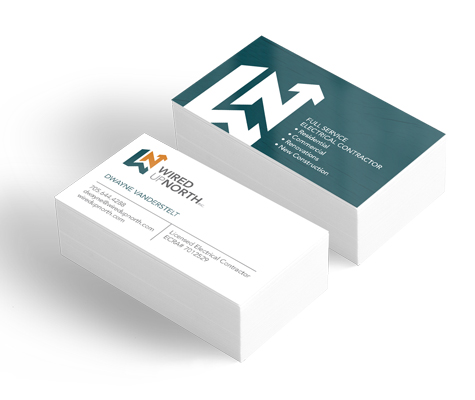 WIRED
UPNORTH
DWAYNE VANDERSTELT
705.644.4288
dwayne@wiredupnorth.com
wiredupnorth.com
Licensed Electrical Contractor
ECRA# 7012529
FULL SERVICE
ELECTRICAL CONTRACTOR
• Residential
• Commercial
• Renovations
• New Construction